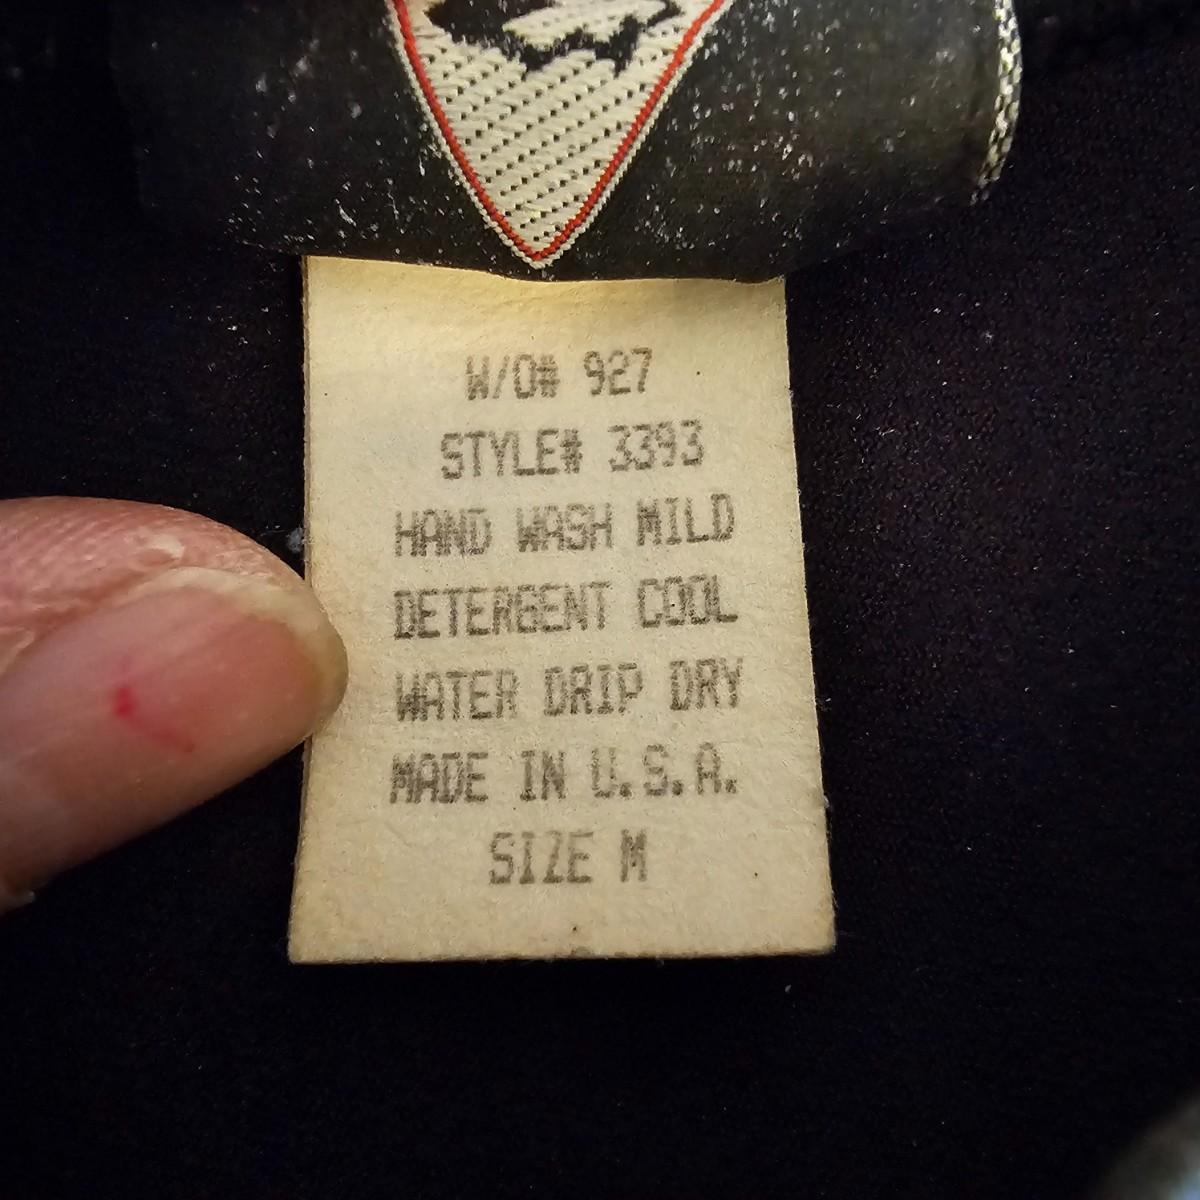 W/O# 927
STYLE# 3393
HAND WASH MILD
DETERGENT COOL
WATER DRIP DRY
MADE IN U.S.A.
SIZE M